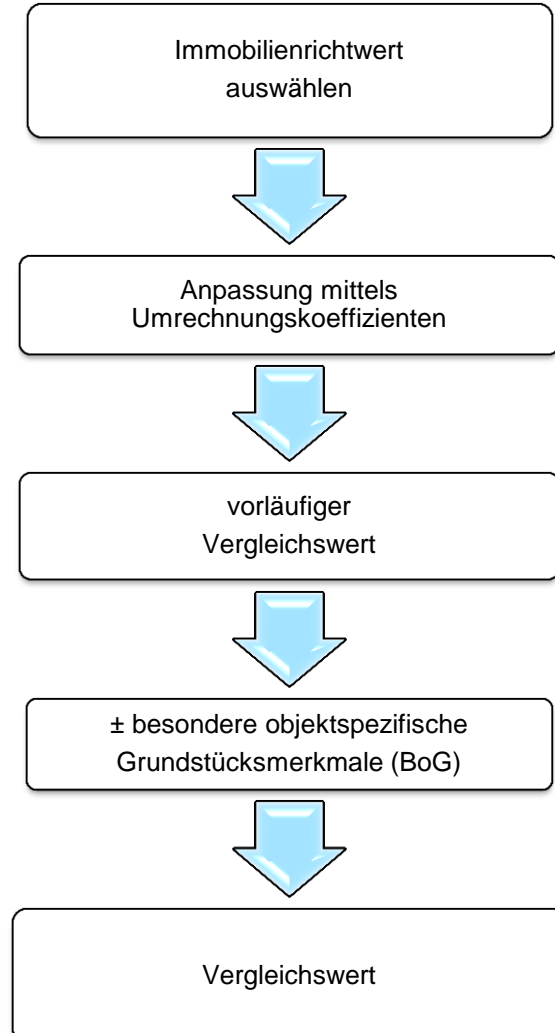 Immobilienrichtwert
auswählen
Anpassung mittels
Umrechnungskoeffizienten
vorläufiger
Vergleichswert
± besondere objektspezifische
Grundstücksmerkmale (BoG)
Vergleichswert